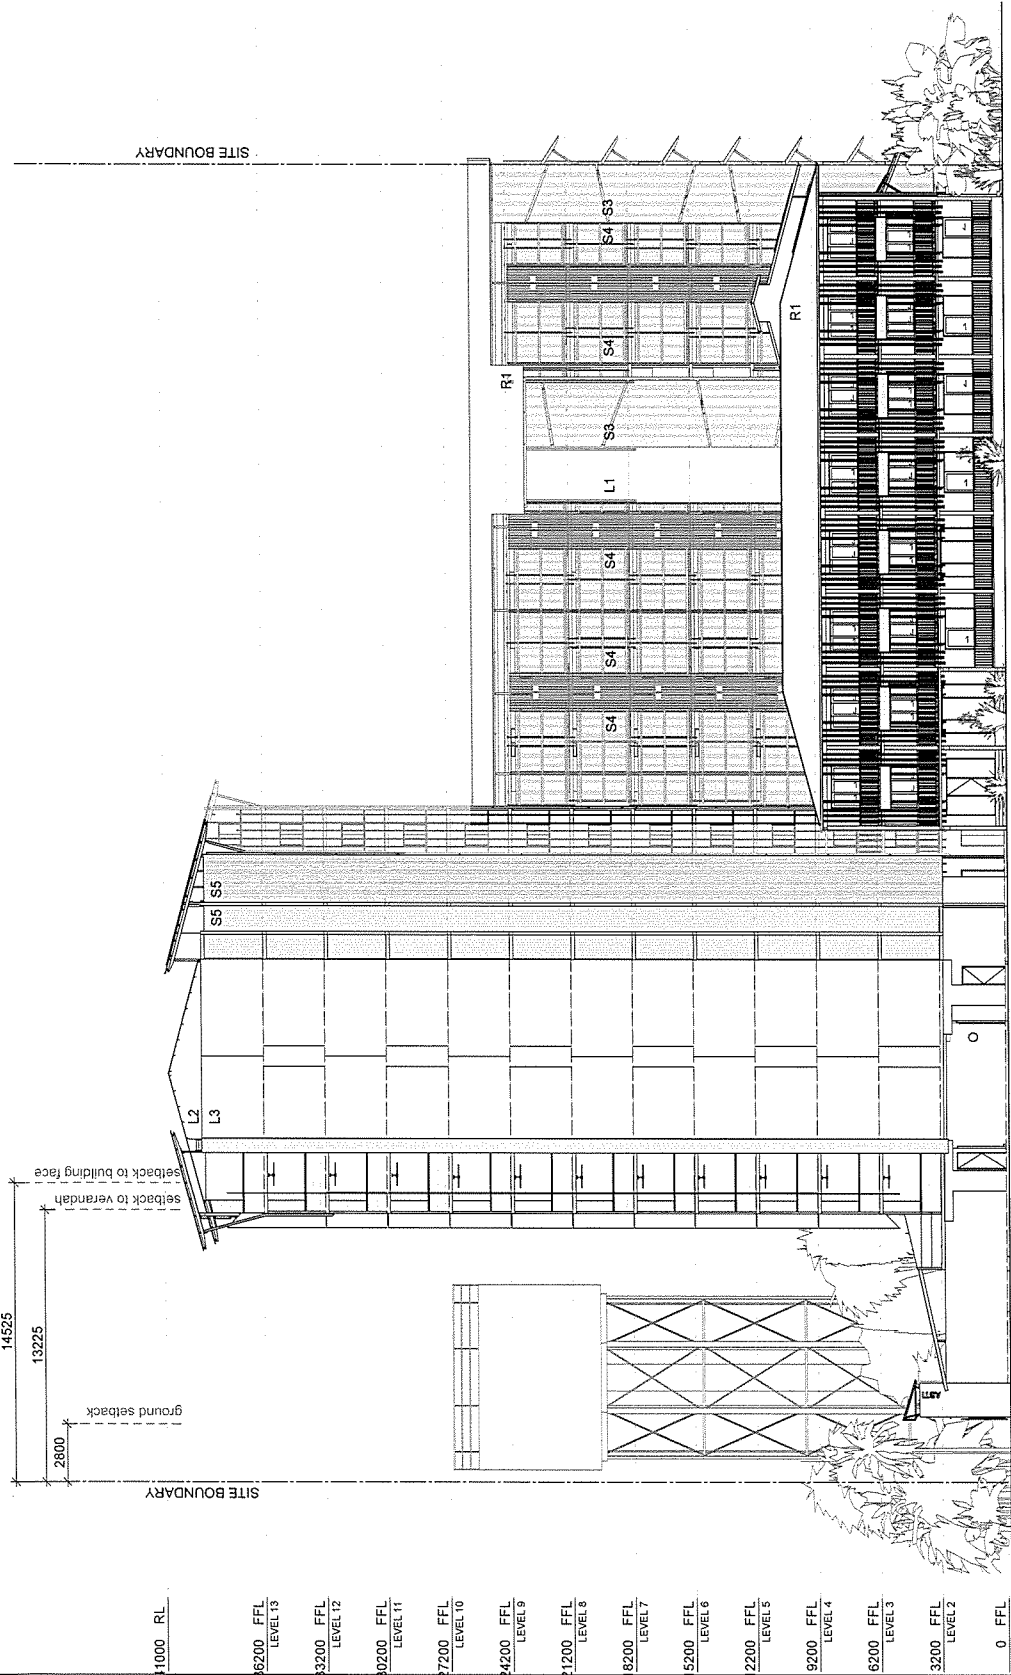 14525
13225
2800
ground setback
setback to verandah
setback to building face
SITE BOUNDARY
SITE BOUNDARY
L2
L3
S5
S5
S4
S4
S4
L1
S3
R1
S4
S4
S3
R1
1000 RL
36200 FFL
LEVEL 13
33200 FFL
LEVEL 12
30200 FFL
LEVEL 11
27200 FFL
LEVEL 10
24200 FFL
LEVEL 9
21200 FFL
LEVEL 8
8200 FFL
LEVEL 7
15200 FFL
LEVEL 6
2200 FFL
LEVEL 5
9200 FFL
LEVEL 4
6200 FFL
LEVEL 3
3200 FFL
LEVEL 2
0 FFL